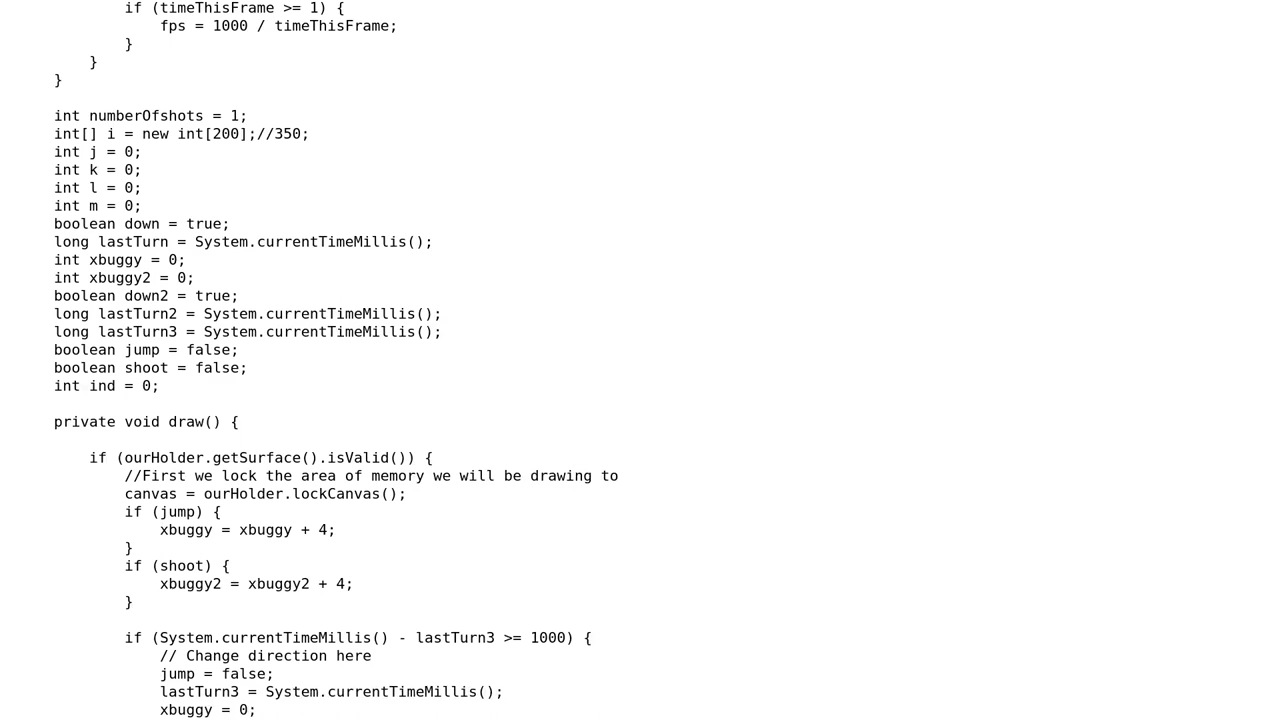 if (timeThisFrame >= 1) {
fps = 1000 / timeThisFrame;
}
}
}
int numberOfshots = 1;
int[] i = new int[200];//350;
int j = 0;
int k = 0;
int l = 0;
int m = 0;
boolean down = true;
long lastTurn = System.currentTimeMillis();
int xbuggy = 0;
int xbuggy2 = 0;
boolean down2 = true;
long lastTurn2 = System.currentTimeMillis();
long lastTurn3 = System.currentTimeMillis();
boolean jump = false;
boolean shoot = false;
int ind = 0;
private void draw() {
if (ourHolder.getSurface().isValid()) {
//First we lock the area of memory we will be drawing to
canvas = ourHolder.lockCanvas();
if (jump) {
xbuggy = xbuggy + 4;
}
if (shoot) {
xbuggy2 = xbuggy2 + 4;
}
if (System.currentTimeMillis() - lastTurn3 >= 1000) {
// Change direction here
jump = false;
lastTurn3 = System.currentTimeMillis();
xbuggy = 0;